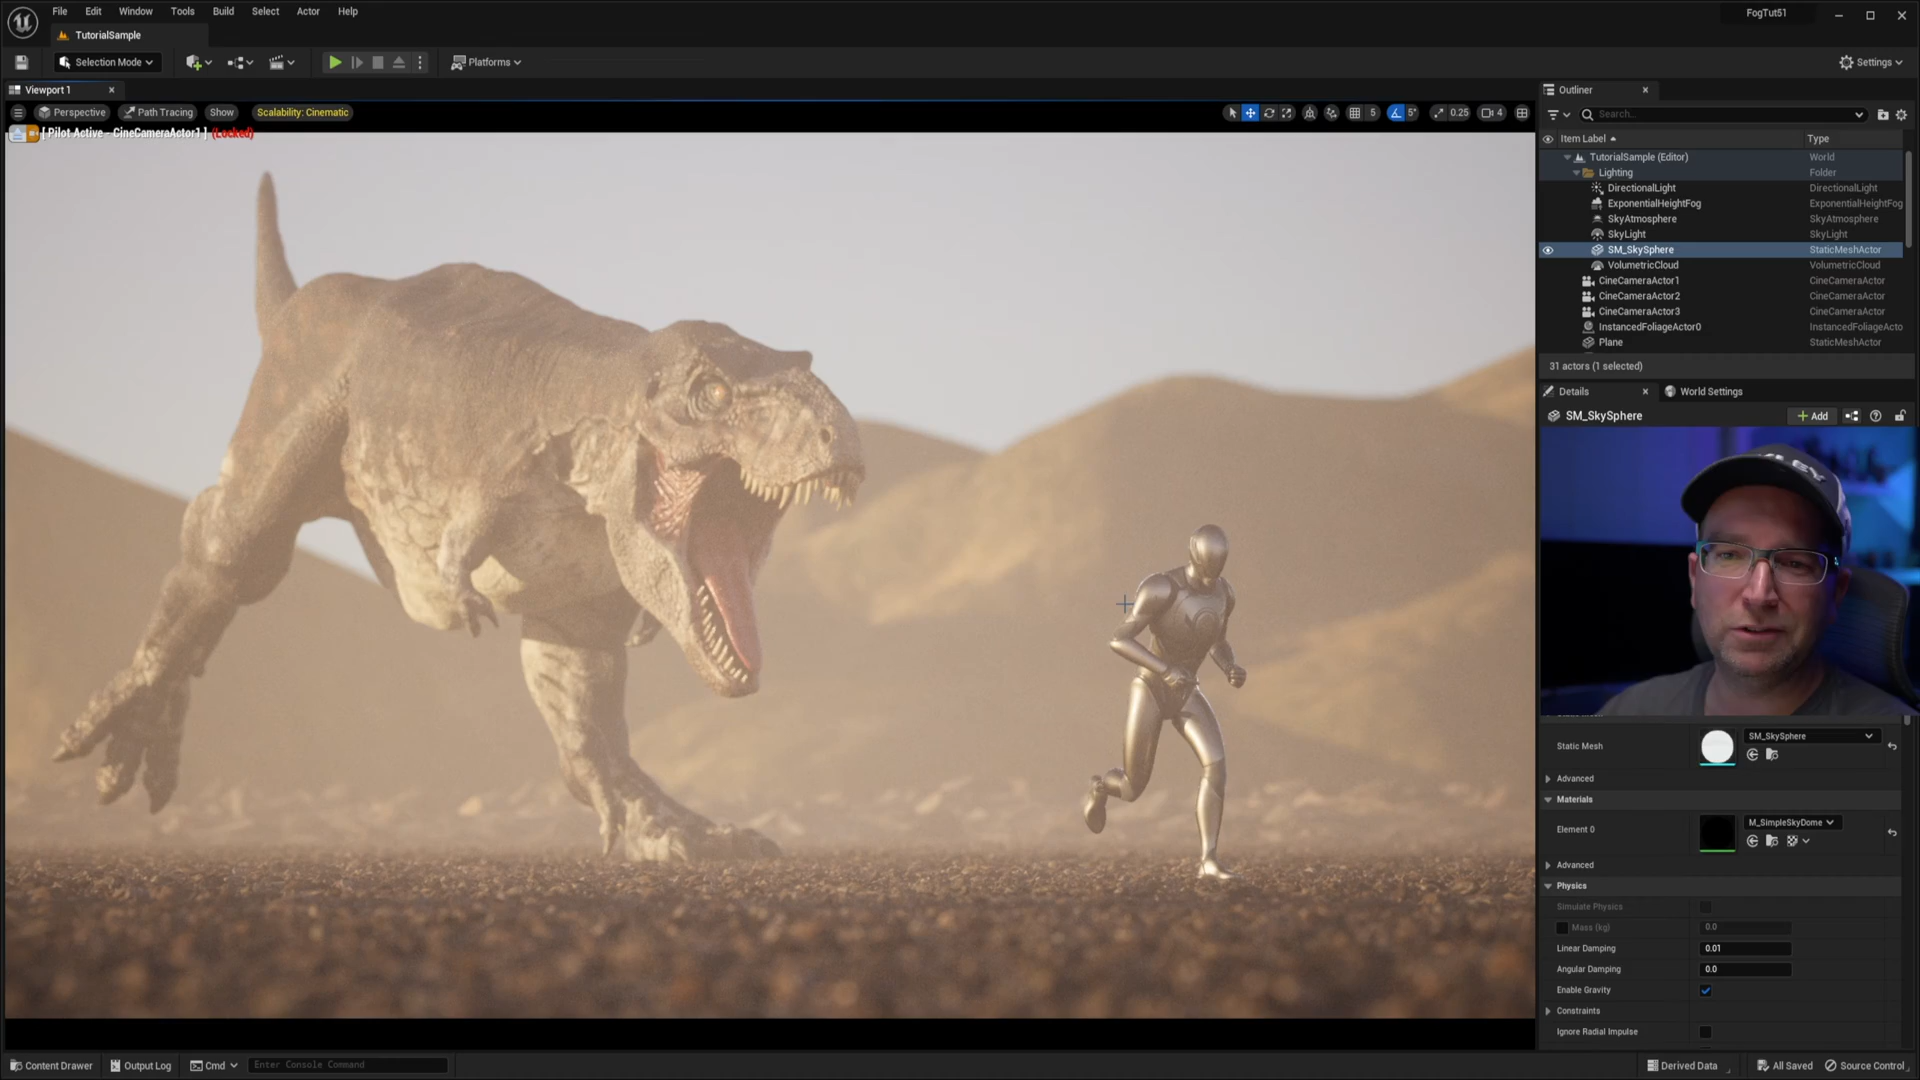 File Edit Window Tools Build Select Actor Help
FogTut51
TutorialSample
Selection Mode
Platforms
Settings
Viewport 1
Perspective Path Tracing Show Scalability: Cinematic
5 5° 0.25 4
[ Pilot Active - CineCameraActor1 ] (Locked)
Outliner
Search...
Item Label Type
TutorialSample (Editor) World
Lighting Folder
DirectionalLight DirectionalLight
ExponentialHeightFog ExponentialHeightFog
SkyAtmosphere SkyAtmosphere
SkyLight SkyLight
SM_SkySphere StaticMeshActor
VolumetricCloud VolumetricCloud
CineCameraActor1 CineCameraActor
CineCameraActor2 CineCameraActor
CineCameraActor3 CineCameraActor
InstancedFoliageActor0 InstancedFoliageActo
Plane StaticMeshActor
31 actors (1 selected)
Details World Settings
SM_SkySphere
+ Add
Static Mesh SM_SkySphere
Advanced
Materials
Element 0 M_SimpleSkyDome
Advanced
Physics
Simulate Physics
Mass (kg) 0.0
Linear Damping 0.01
Angular Damping 0.0
Enable Gravity
Constraints
Ignore Radial Impulse
Content Drawer Output Log Cmd Enter Console Command
Derived Data All Saved Source Control